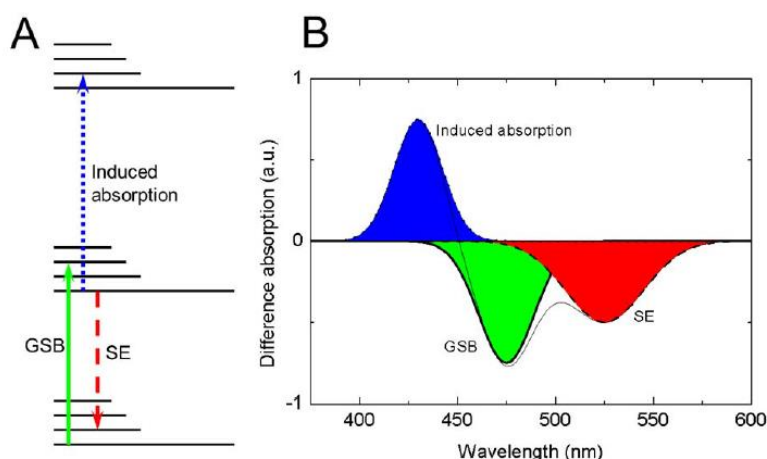 A
Induced
absorption
GSB
SE
B
Difference absorption (a.u.)
1
0
-1
Induced absorption
GSB
SE
400 450 500 550 600
Wavelength (nm)